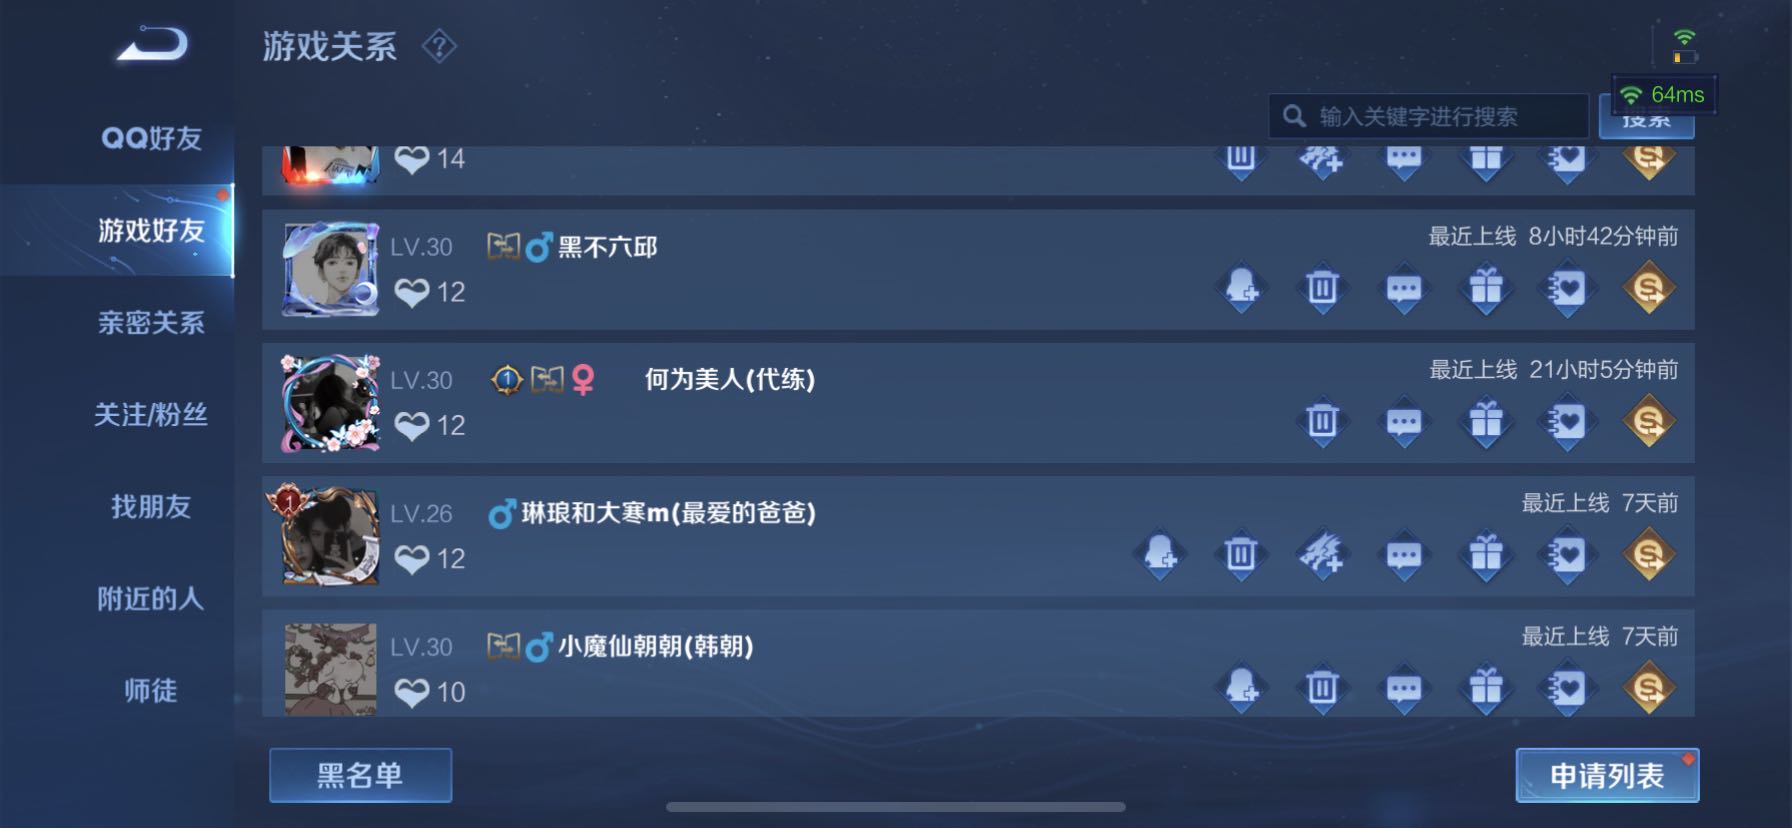 游戏关系
?
64ms
输入关键字进行搜索
搜索
QQ好友
游戏好友
亲密关系
关注/粉丝
找朋友
附近的人
师徒
14
LV.30 黑不六邱
最近上线 8小时42分钟前
12
LV.30 1 何为美人(代练)
最近上线 21小时5分钟前
12
1 LV.26 琳琅和大寒m(最爱的爸爸)
最近上线 7天前
12
LV.30 小魔仙朝朝(韩朝)
最近上线 7天前
10
黑名单
申请列表